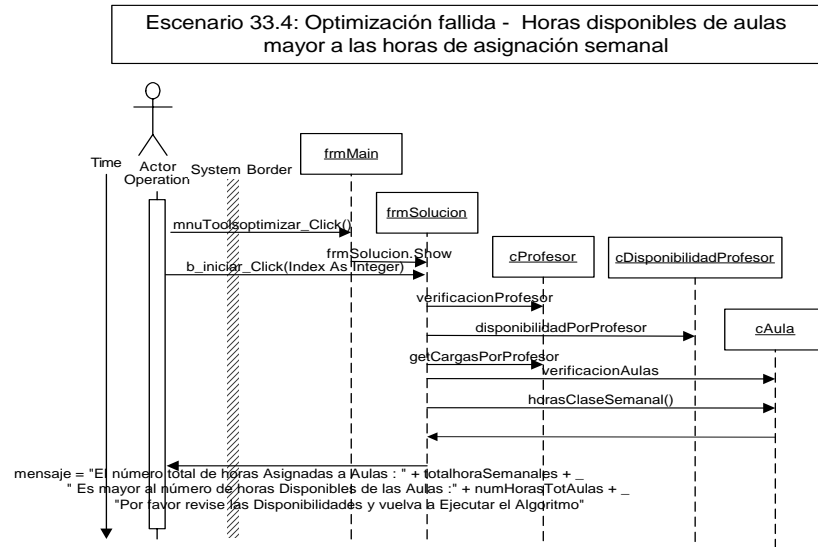 Escenario 33.4: Optimización fallida - Horas disponibles de aulas
mayor a las horas de asignación semanal
Time
Actor
Operation
System Border
frmMain
frmSolucion
cProfesor
cDisponibilidadProfesor
cAula
mnuToolsoptimizar_Click()
frmSolucion.Show
b_iniciar_Click(Index As Integer)
verificacionProfesor
disponibilidadPorProfesor
getCargasPorProfesor
verificacionAulas
horasClaseSemanal()
mensaje = "El número total de horas Asignadas a Aulas : " + totalhoraSemanales + _
" Es mayor al número de horas Disponibles de las Aulas :" + numHorasTotAulas + _
"Por favor revise las Disponibilidades y vuelva a Ejecutar el Algoritmo"